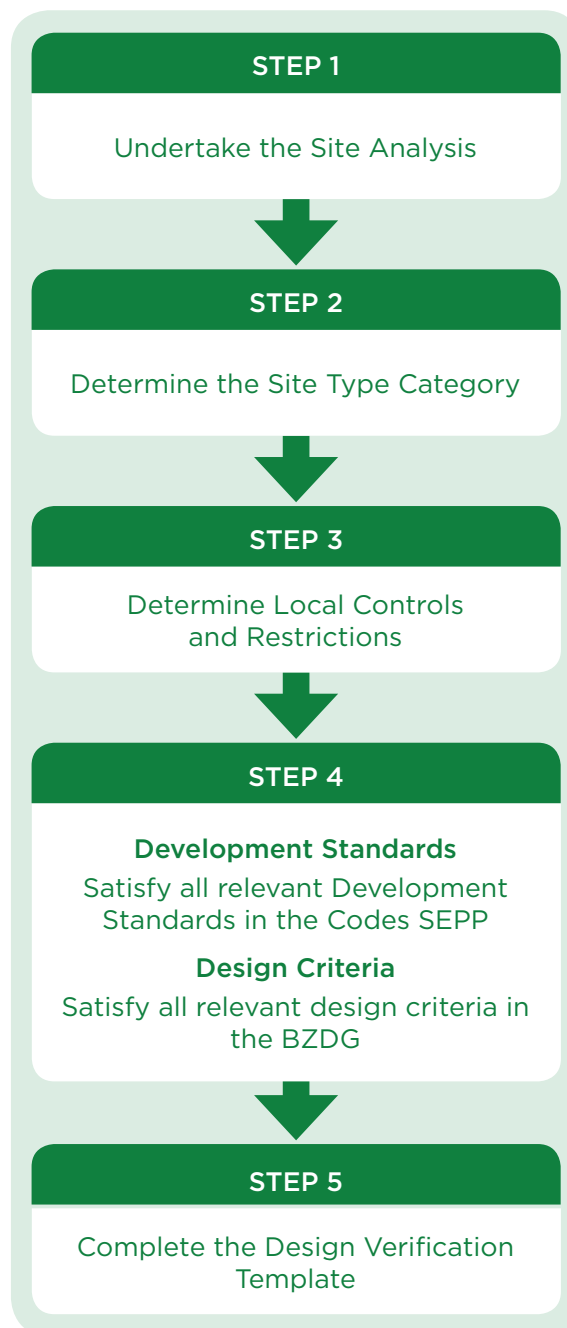 STEP 1
Undertake the Site Analysis
STEP 2
Determine the Site Type Category
STEP 3
Determine Local Controls
and Restrictions
STEP 4
Development Standards
Satisfy all relevant Development
Standards in the Codes SEPP
Design Criteria
Satisfy all relevant design criteria in
the BZDG
STEP 5
Complete the Design Verification
Template